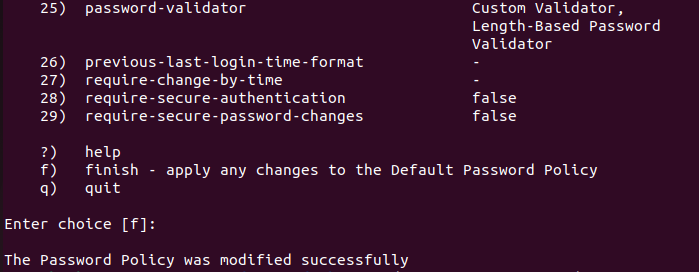 25) password-validator Custom Validator,
Length-Based Password
Validator
26) previous-last-login-time-format -
27) require-change-by-time -
28) require-secure-authentication false
29) require-secure-password-changes false
?) help
f) finish - apply any changes to the Default Password Policy
q) quit
Enter choice [f]:
The Password Policy was modified successfully